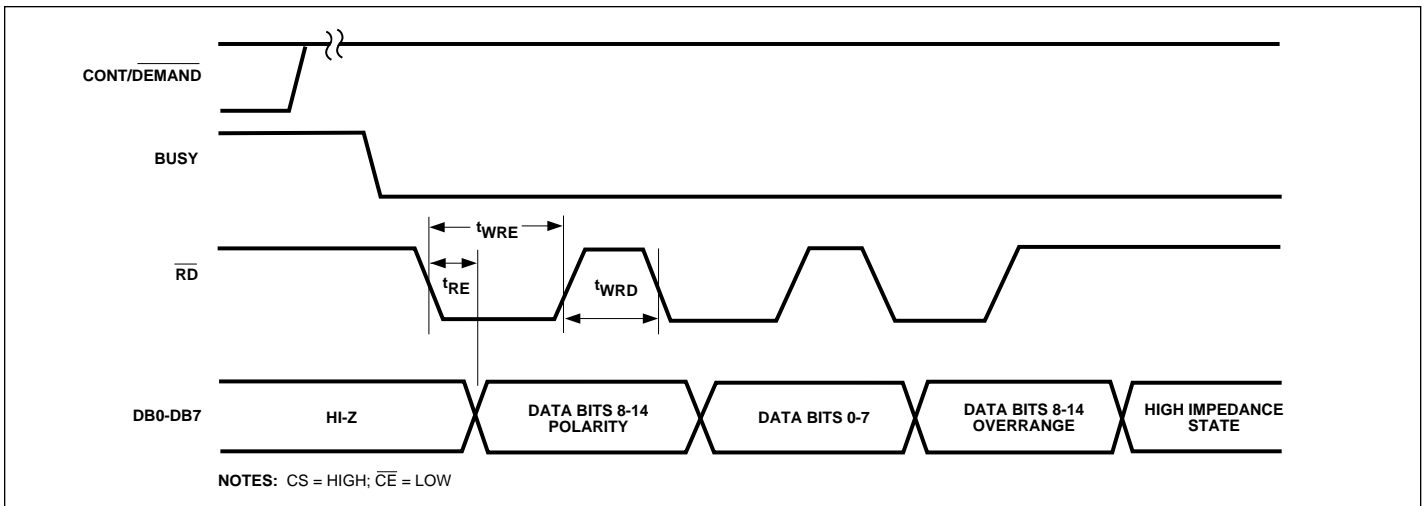 CONT/DEMAND
BUSY
tWRE
RD
tRE
tWRD
DB0-DB7
HI-Z
DATA BITS 8-14
POLARITY
DATA BITS 0-7
DATA BITS 8-14
OVERRANGE
HIGH IMPEDANCE
STATE
NOTES: CS = HIGH; CE = LOW